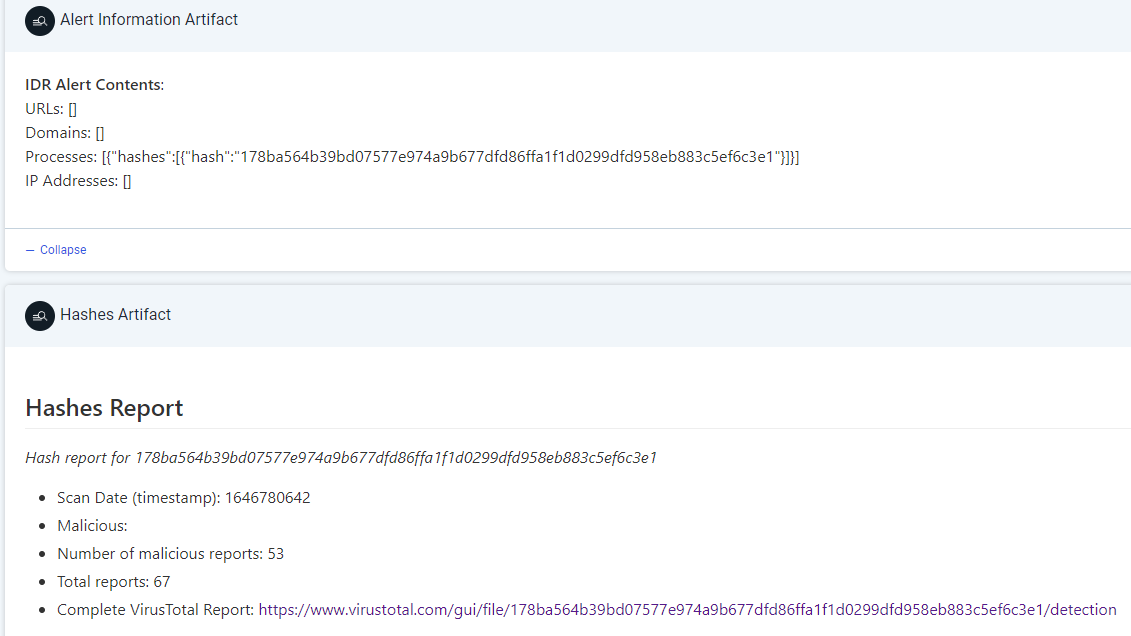 Alert Information Artifact
IDR Alert Contents:
URLs: []
Domains: []
Processes: [{"hashes":[{"hash":"178ba564b39bd07577e974a9b677dfd86ffa1f1d0299dfd958eb883c5ef6c3e1"}]}]
IP Addresses: []
— Collapse
Hashes Artifact
Hashes Report
Hash report for 178ba564b39bd07577e974a9b677dfd86ffa1f1d0299dfd958eb883c5ef6c3e1
• Scan Date (timestamp): 1646780642
• Malicious:
• Number of malicious reports: 53
• Total reports: 67
• Complete VirusTotal Report: https://www.virustotal.com/gui/file/178ba564b39bd07577e974a9b677dfd86ffa1f1d0299dfd958eb883c5ef6c3e1/detection